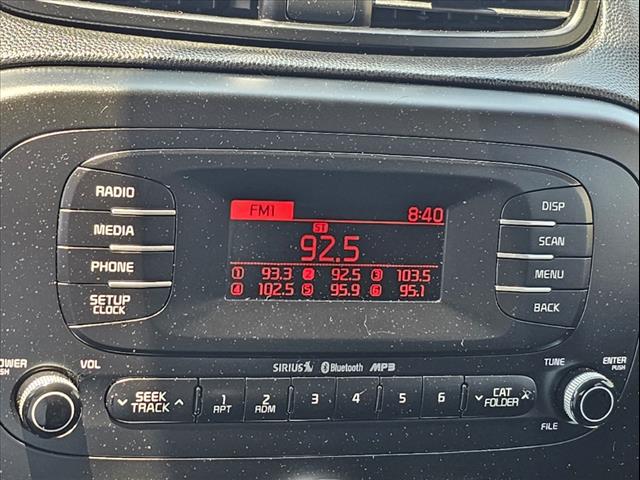 RADIO
MEDIA
PHONE
SETUP
CLOCK
FM1 8:40
ST
92.5
1 93.3 2 92.5 3 103.5
4 102.5 5 95.9 6 95.1
DISP
SCAN
MENU
BACK
POWER
PUSH
VOL
SIRIUS Bluetooth MP3
TUNE
ENTER
PUSH
SEEK
TRACK
1
RPT
2
RDM
3
4
5
6
CAT
FOLDER
FILE